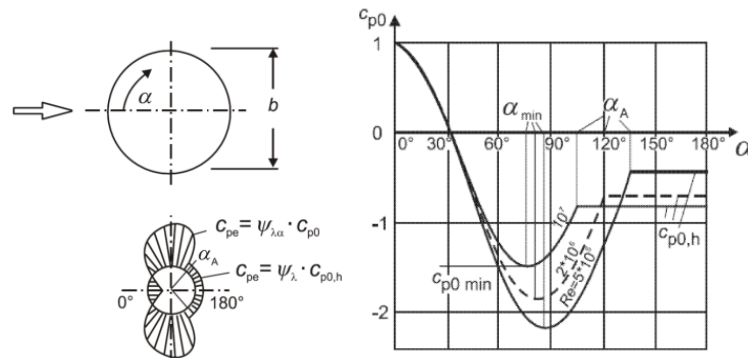 α
b
c_pe = ψ_λα · c_p0
α_A
c_pe = ψ_λ · c_p0,h
0°
180°
c_p0
1
α_min
α_A
0
0°
30°
60°
90°
120°
150°
180°
α
-1
10⁷
c_p0,h
c_p0 min
2*10⁶
Re=5*10⁵
-2